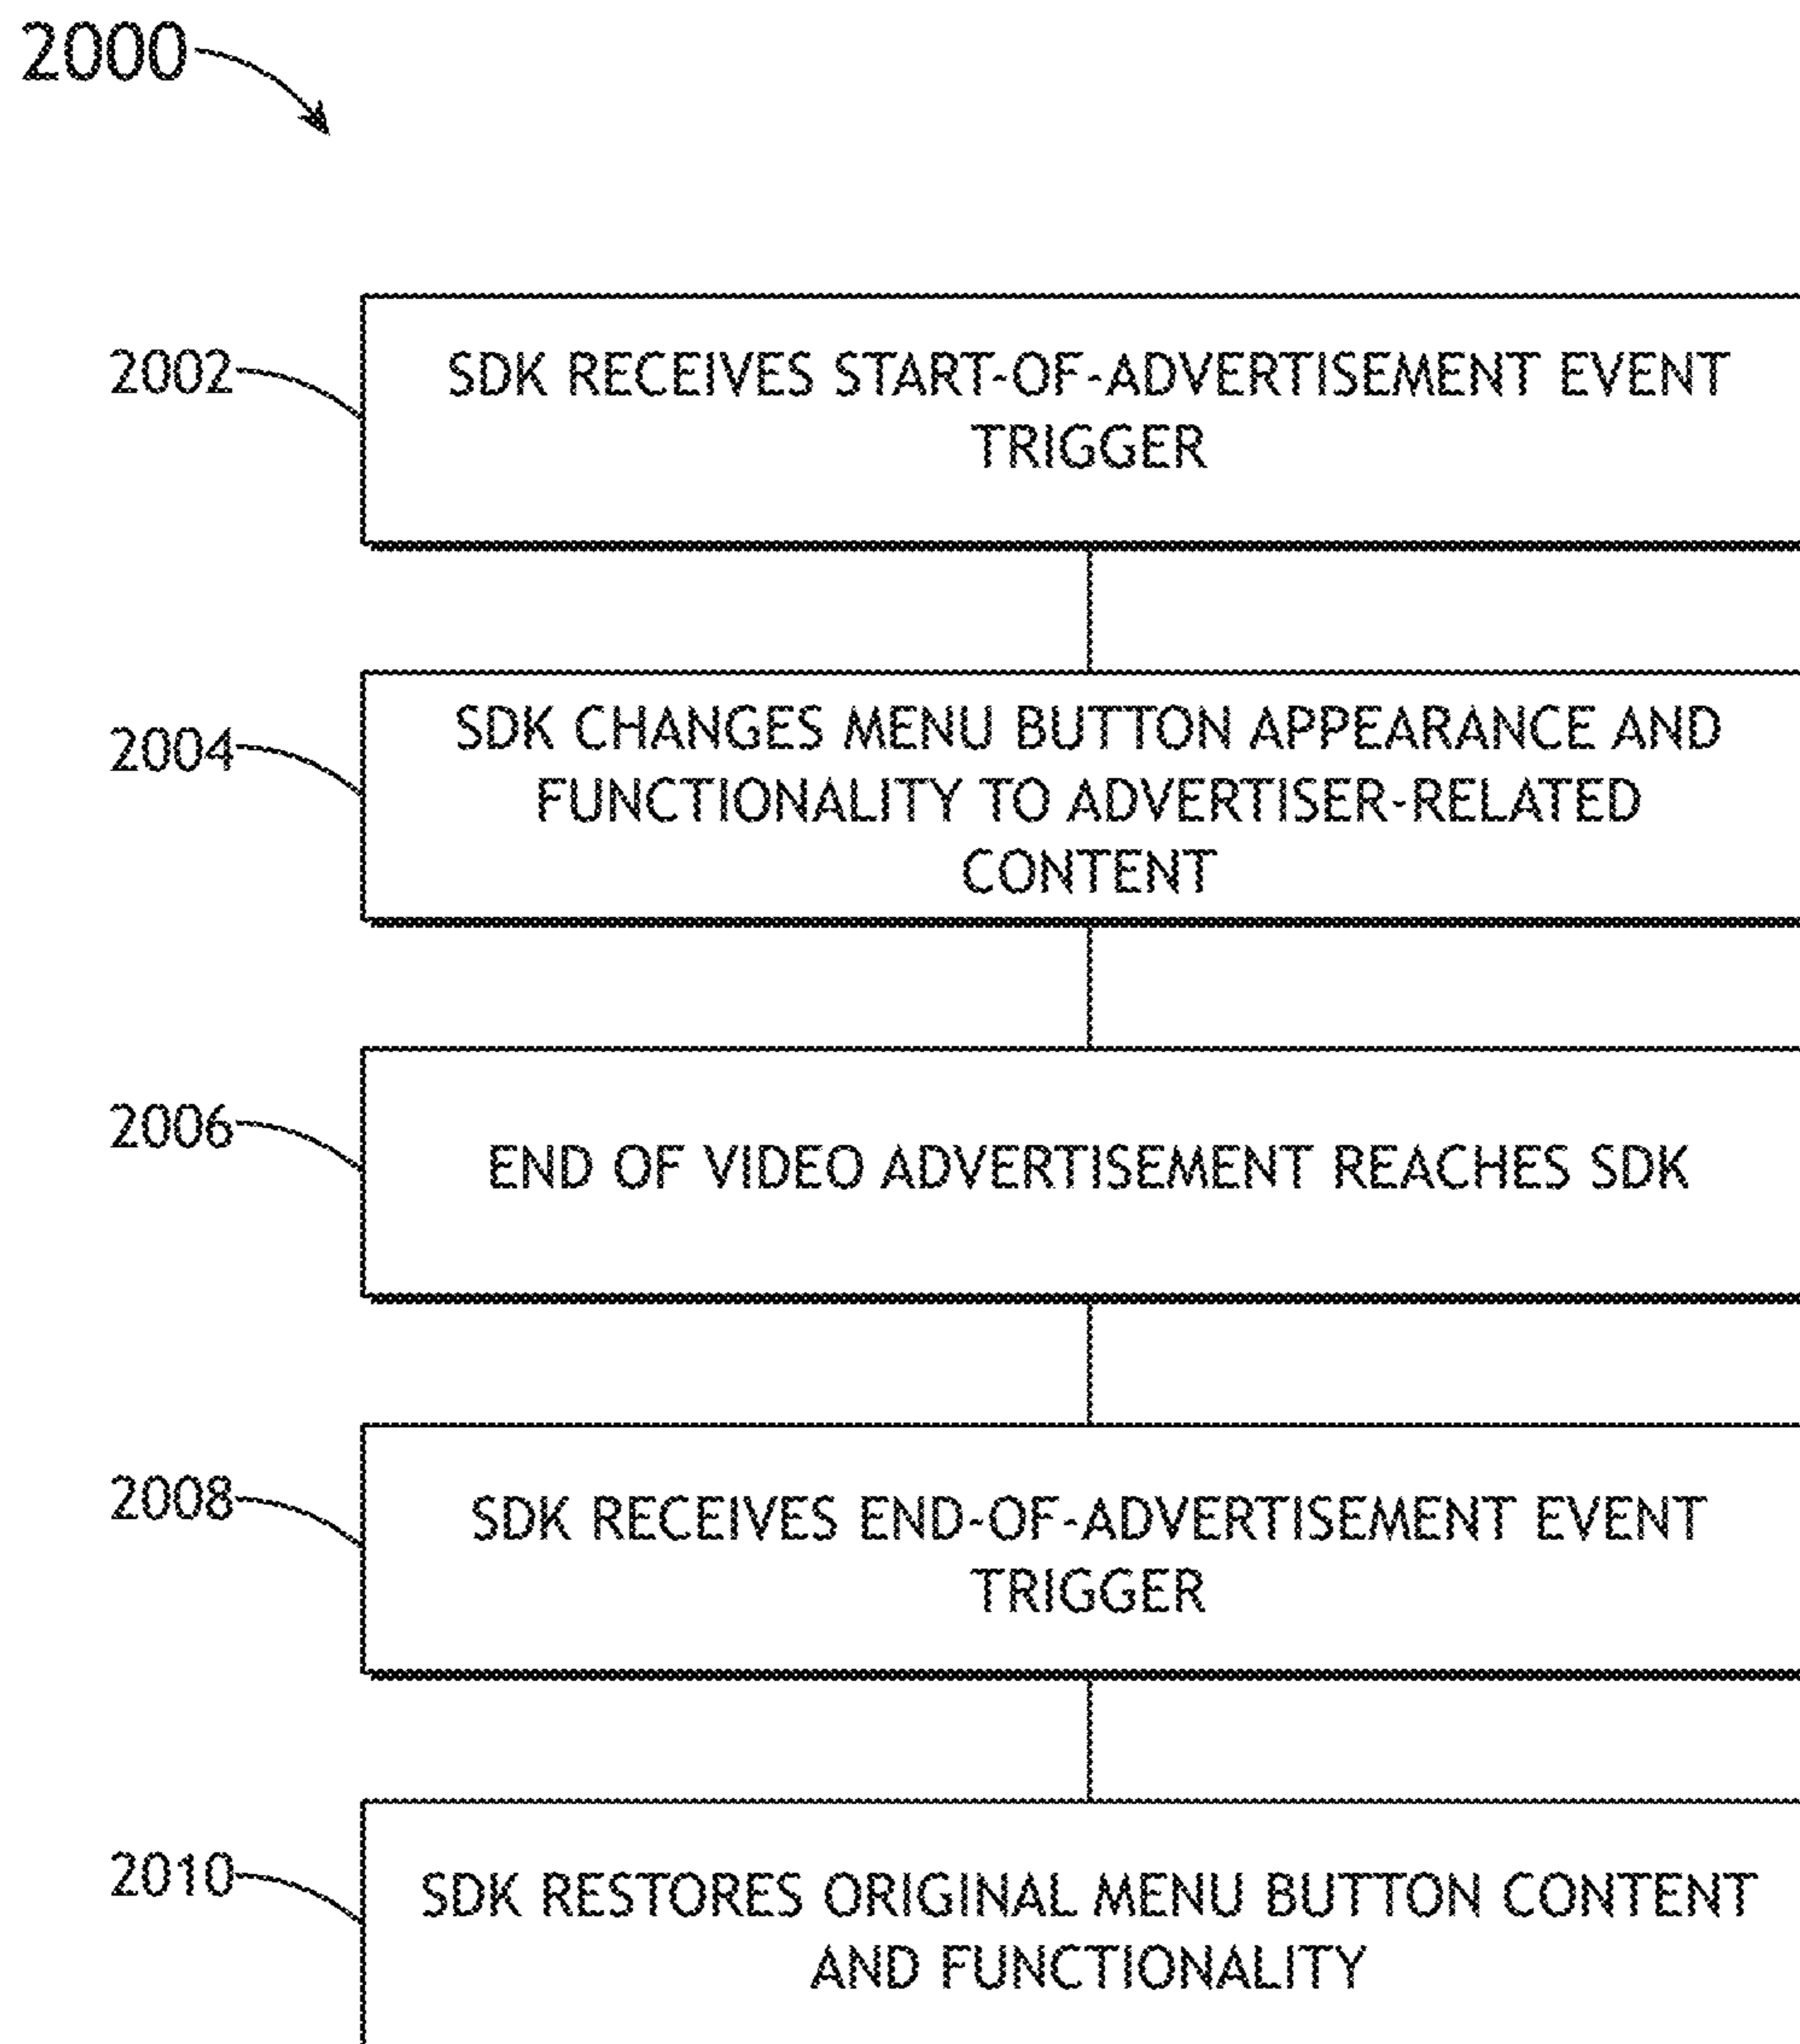 2000
2002
SDK RECEIVES START-OF-ADVERTISEMENT EVENT
TRIGGER
2004
SDK CHANGES MENU BUTTON APPEARANCE AND
FUNCTIONALITY TO ADVERTISER-RELATED
CONTENT
2006
END OF VIDEO ADVERTISEMENT REACHES SDK
2008
SDK RECEIVES END-OF-ADVERTISEMENT EVENT
TRIGGER
2010
SDK RESTORES ORIGINAL MENU BUTTON CONTENT
AND FUNCTIONALITY